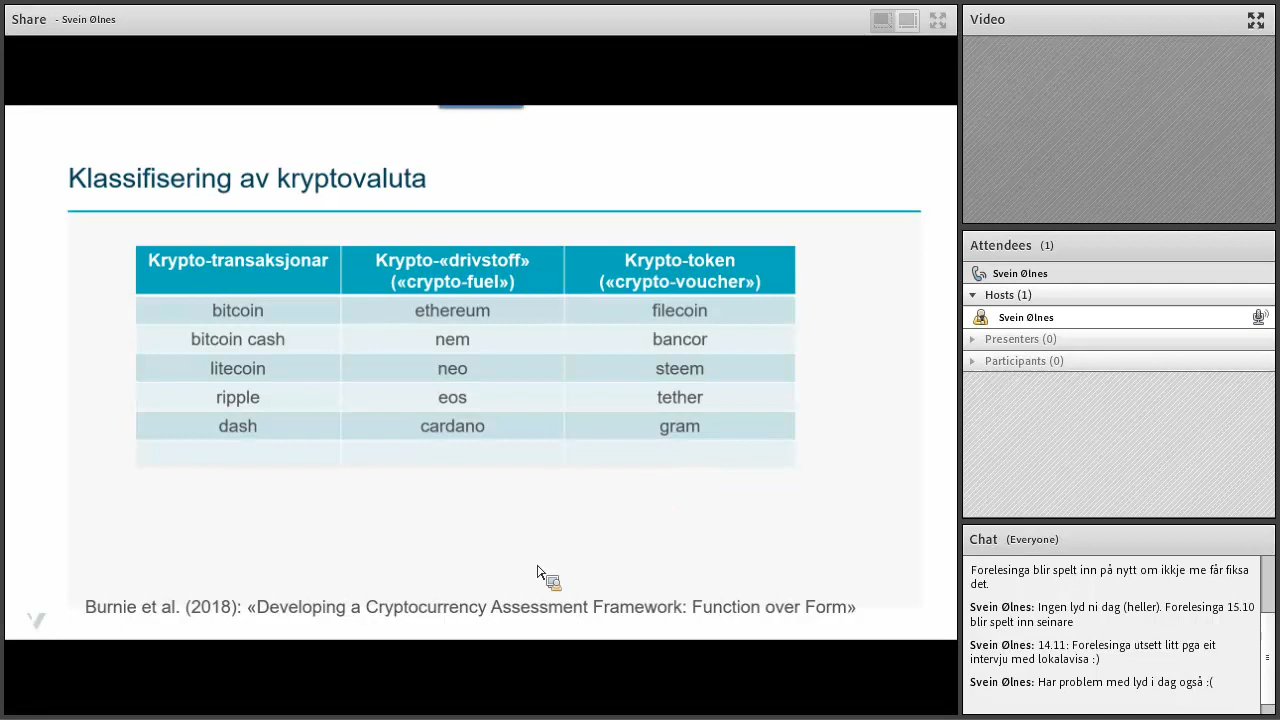 Share - Svein Ølnes
Klassifisering av kryptovaluta
Krypto-transaksjonar Krypto-«drivstoff» («crypto-fuel») Krypto-token («crypto-voucher»)
bitcoin ethereum filecoin
bitcoin cash nem bancor
litecoin neo steem
ripple eos tether
dash cardano gram
Burnie et al. (2018): «Developing a Cryptocurrency Assessment Framework: Function over Form»
Video
Attendees (1)
Svein Ølnes
Hosts (1)
Svein Ølnes
Presenters (0)
Participants (0)
Chat (Everyone)
Forelesinga blir spelt inn på nytt om ikkje me får fiksa
det.
Svein Ølnes: Ingen lyd ni dag (heller). Forelesinga 15.10
blir spelt inn seinare
Svein Ølnes: 14.11: Forelesinga utsett litt pga eit
intervju med lokalavisa :)
Svein Ølnes: Har problem med lyd i dag også :(